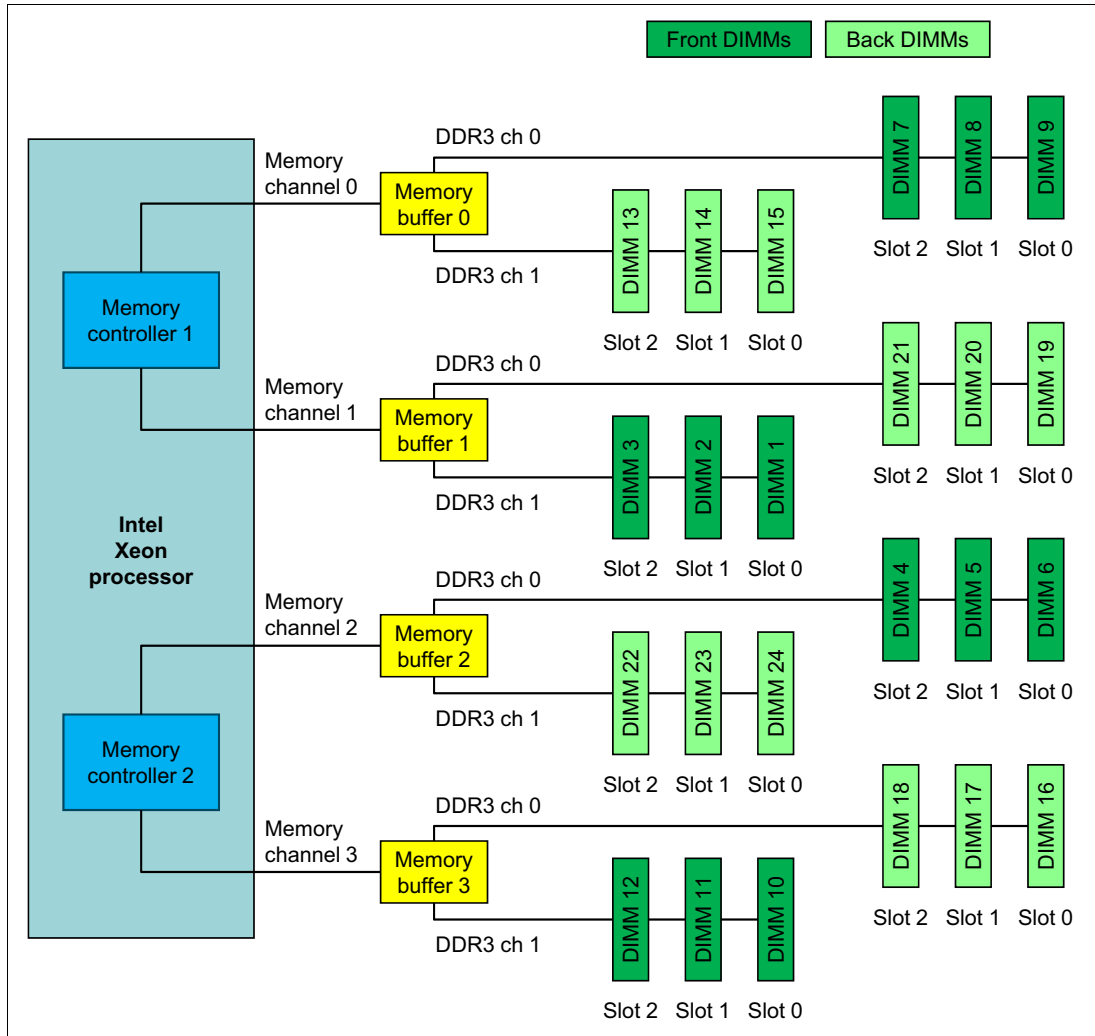 Front DIMMs
Back DIMMs
DDR3 ch 0
DIMM 7
DIMM 8
DIMM 9
Slot 2
Slot 1
Slot 0
Memory
channel 0
Memory
buffer 0
DIMM 13
DIMM 14
DIMM 15
DDR3 ch 1
Slot 2
Slot 1
Slot 0
Memory
controller 1
DDR3 ch 0
DIMM 21
DIMM 20
DIMM 19
Slot 2
Slot 1
Slot 0
Memory
channel 1
Memory
buffer 1
DIMM 3
DIMM 2
DIMM 1
DDR3 ch 1
Slot 2
Slot 1
Slot 0
Intel
Xeon
processor
DDR3 ch 0
DIMM 4
DIMM 5
DIMM 6
Slot 2
Slot 1
Slot 0
Memory
channel 2
Memory
buffer 2
DIMM 22
DIMM 23
DIMM 24
DDR3 ch 1
Slot 2
Slot 1
Slot 0
Memory
controller 2
DDR3 ch 0
DIMM 18
DIMM 17
DIMM 16
Slot 2
Slot 1
Slot 0
Memory
channel 3
Memory
buffer 3
DIMM 12
DIMM 11
DIMM 10
DDR3 ch 1
Slot 2
Slot 1
Slot 0